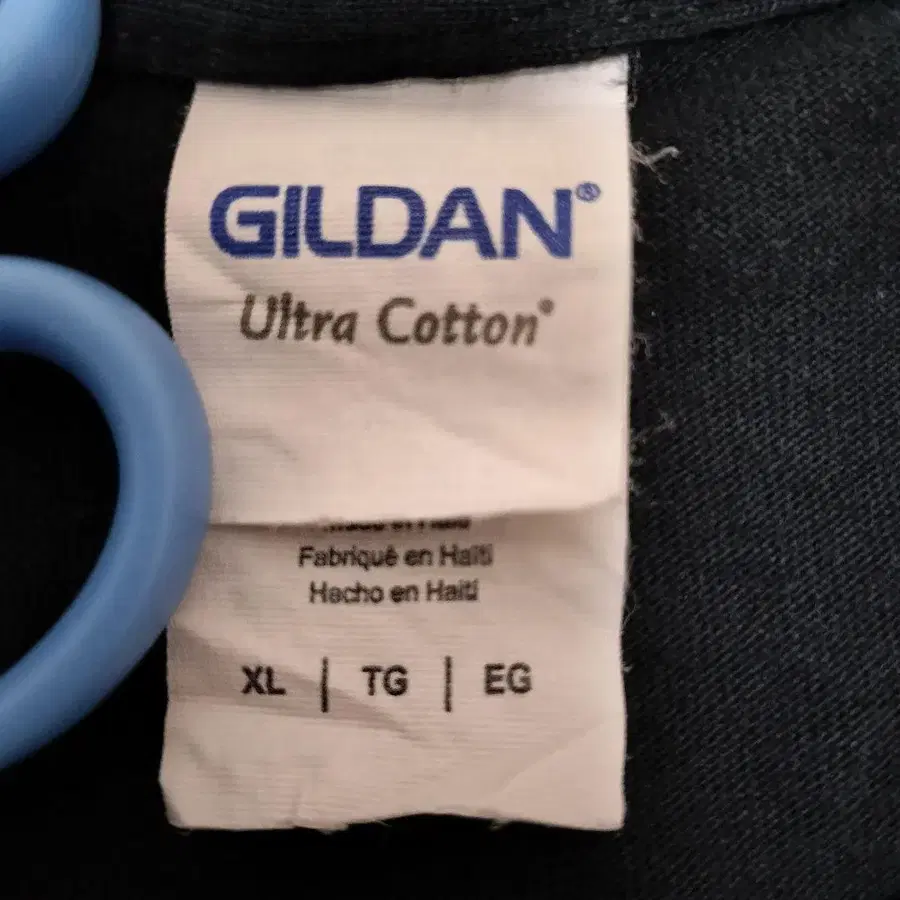 GILDAN®
Ultra Cotton®
Fabriqué en Haïti
Hecho en Haití
XL | TG | EG